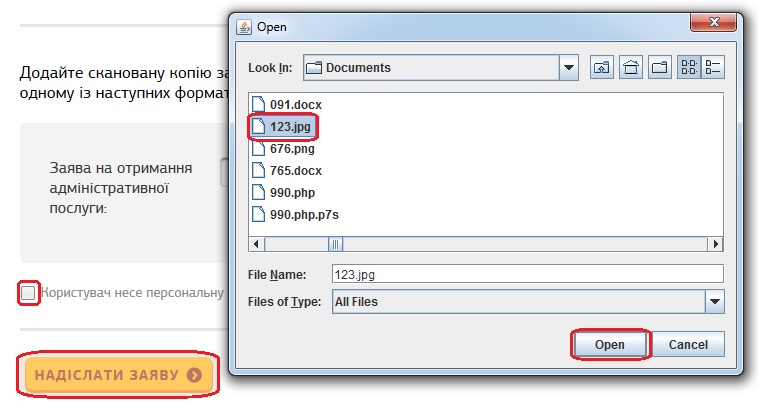 Open
Додайте скановану копію за
одному із наступних формат
Заява на отримання
адміністративної
послуги:
Користувач несе персональну
НАДІСЛАТИ ЗАЯВУ
Look In:
Documents
091.docx
123.jpg
676.png
765.docx
990.php
990.php.p7s
File Name:
123.jpg
Files of Type:
All Files
Open
Cancel